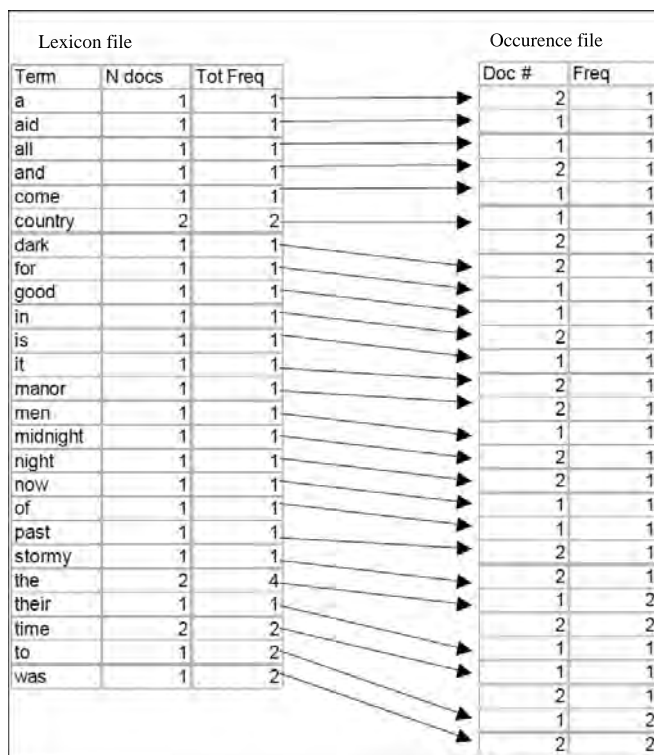 Lexicon file
Term N docs Tot Freq
a 1 1
aid 1 1
all 1 1
and 1 1
come 1 1
country 2 2
dark 1 1
for 1 1
good 1 1
in 1 1
is 1 1
it 1 1
manor 1 1
men 1 1
midnight 1 1
night 1 1
now 1 1
of 1 1
past 1 1
stormy 1 1
the 2 4
their 1 1
time 2 2
to 1 2
was 1 2
Occurence file
Doc # Freq
2 1
1 1
1 1
2 1
1 1
1 1
2 1
2 1
1 1
1 1
2 1
1 1
2 1
2 1
1 1
2 1
2 1
1 1
1 1
2 1
2 1
1 2
2 2
1 1
1 1
2 1
1 2
2 2